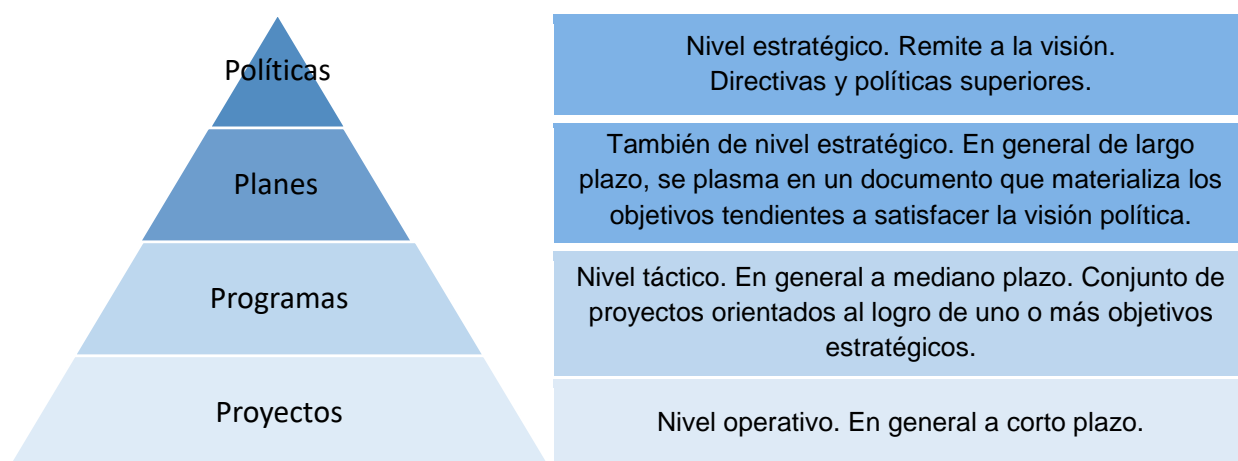 Políticas
Nivel estratégico. Remite a la visión.
Directivas y políticas superiores.
Planes
También de nivel estratégico. En general de largo
plazo, se plasma en un documento que materializa los
objetivos tendientes a satisfacer la visión política.
Programas
Nivel táctico. En general a mediano plazo. Conjunto de
proyectos orientados al logro de uno o más objetivos
estratégicos.
Proyectos
Nivel operativo. En general a corto plazo.